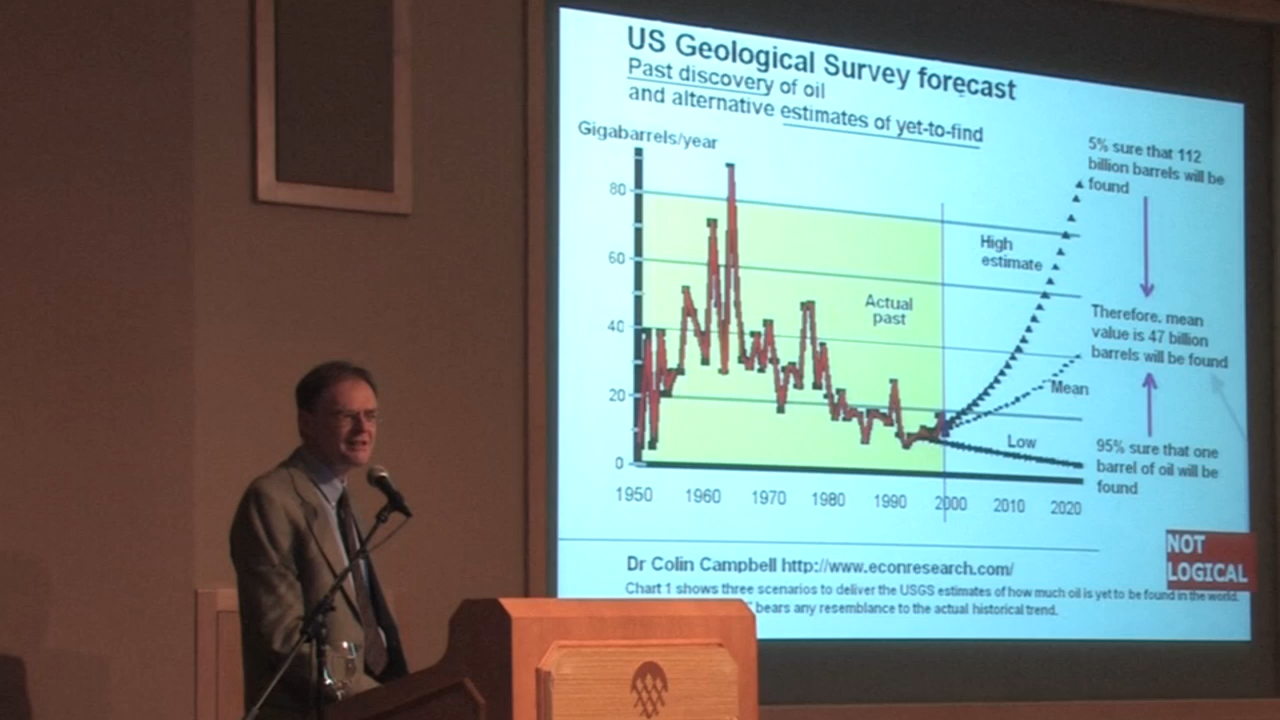 US Geological Survey forecast
Past discovery of oil
and alternative estimates of yet-to-find
Gigabarrels/year
5% sure that 112
billion barrels will be
found
80
60
40
20
0
High
estimate
Actual
past
Therefore, mean
value is 47 billion
barrels will be found
Mean
Low
95% sure that one
barrel of oil will be
found
1950
1960
1970
1980
1990
2000
2010
2020
NOT
LOGICAL
Dr Colin Campbell http://www.econresearch.com/
Chart 1 shows three scenarios to deliver the USGS estimates of how much oil is yet to be found in the world.
bears any resemblance to the actual historical trend.